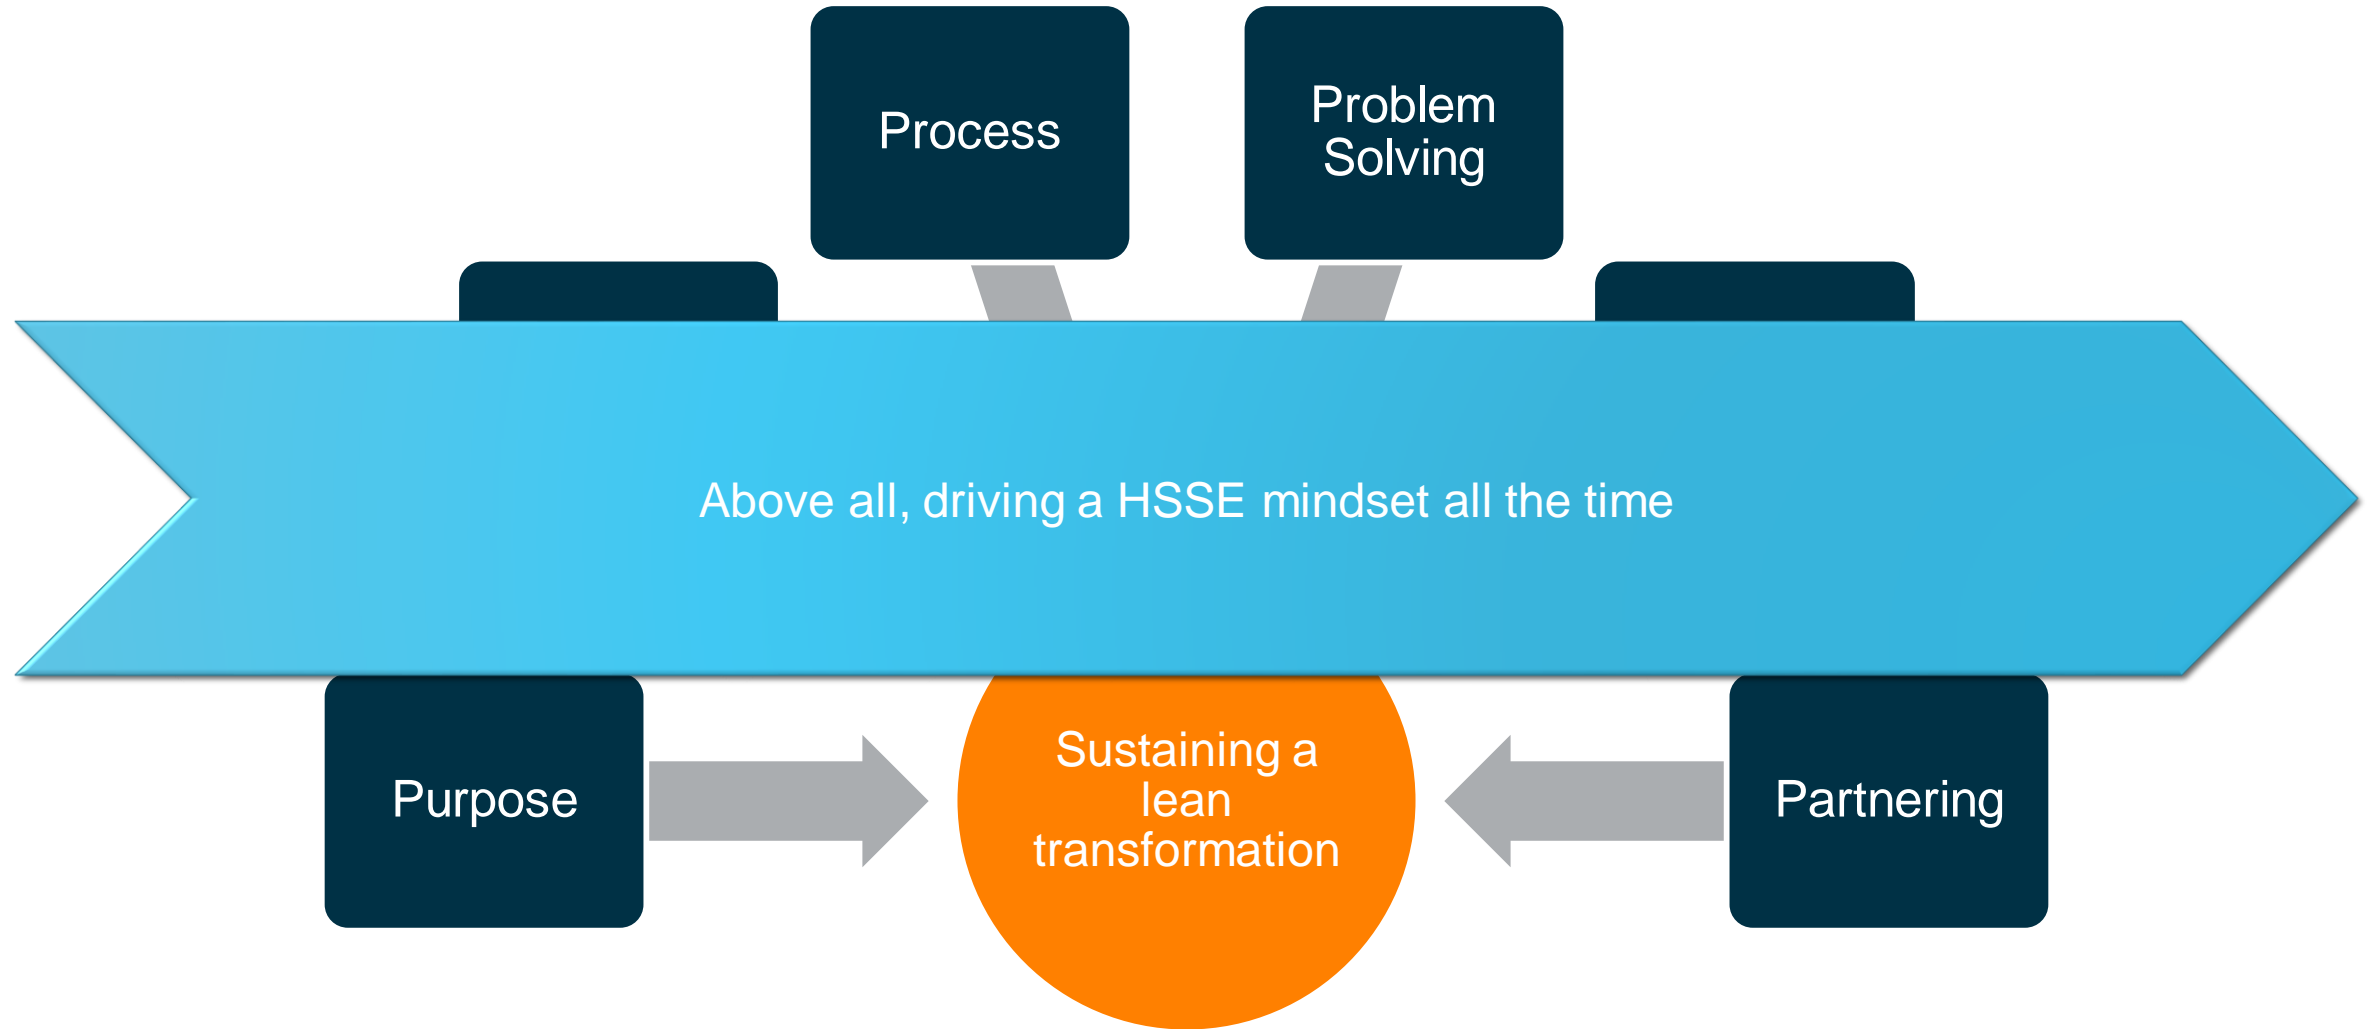 Process
Problem
Solving
Above all, driving a HSSE mindset all the time
Purpose
Sustaining a
lean
transformation
Partnering